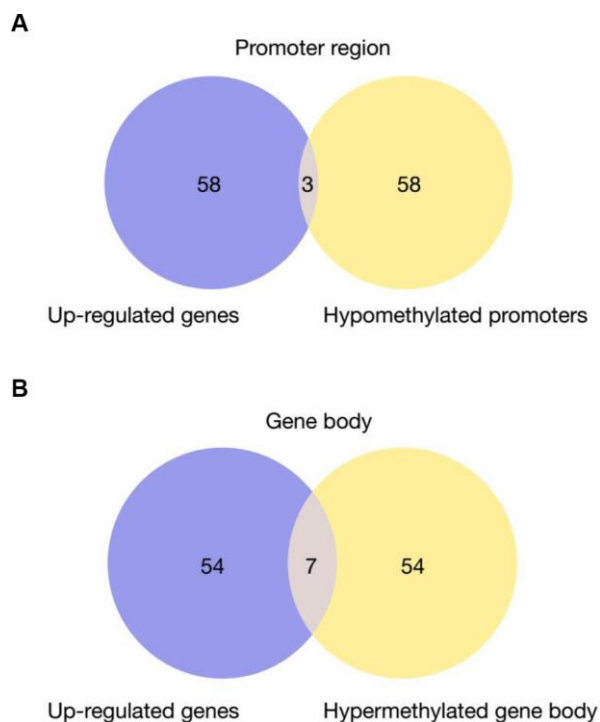 A
Promoter region
58 3 58
Up-regulated genes Hypomethylated promoters
B
Gene body
54 7 54
Up-regulated genes Hypermethylated gene body